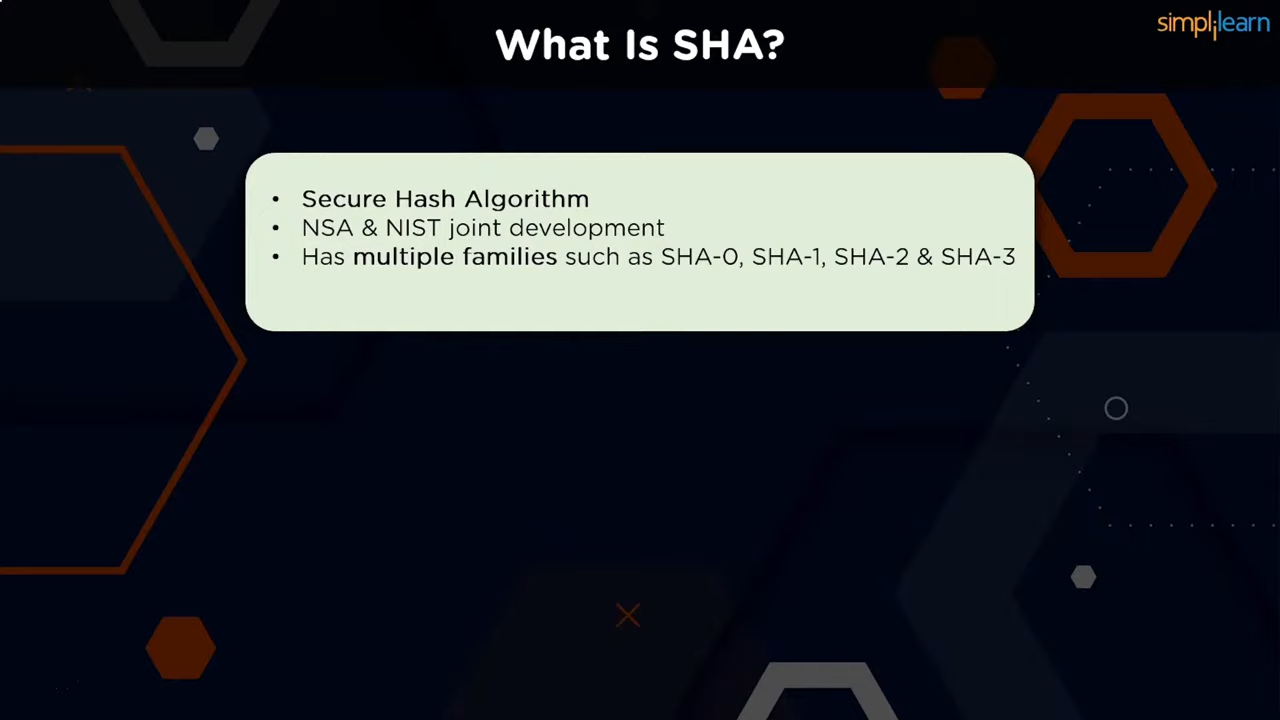 What Is SHA?
simplilearn
• Secure Hash Algorithm
• NSA & NIST joint development
• Has multiple families such as SHA-0, SHA-1, SHA-2 & SHA-3